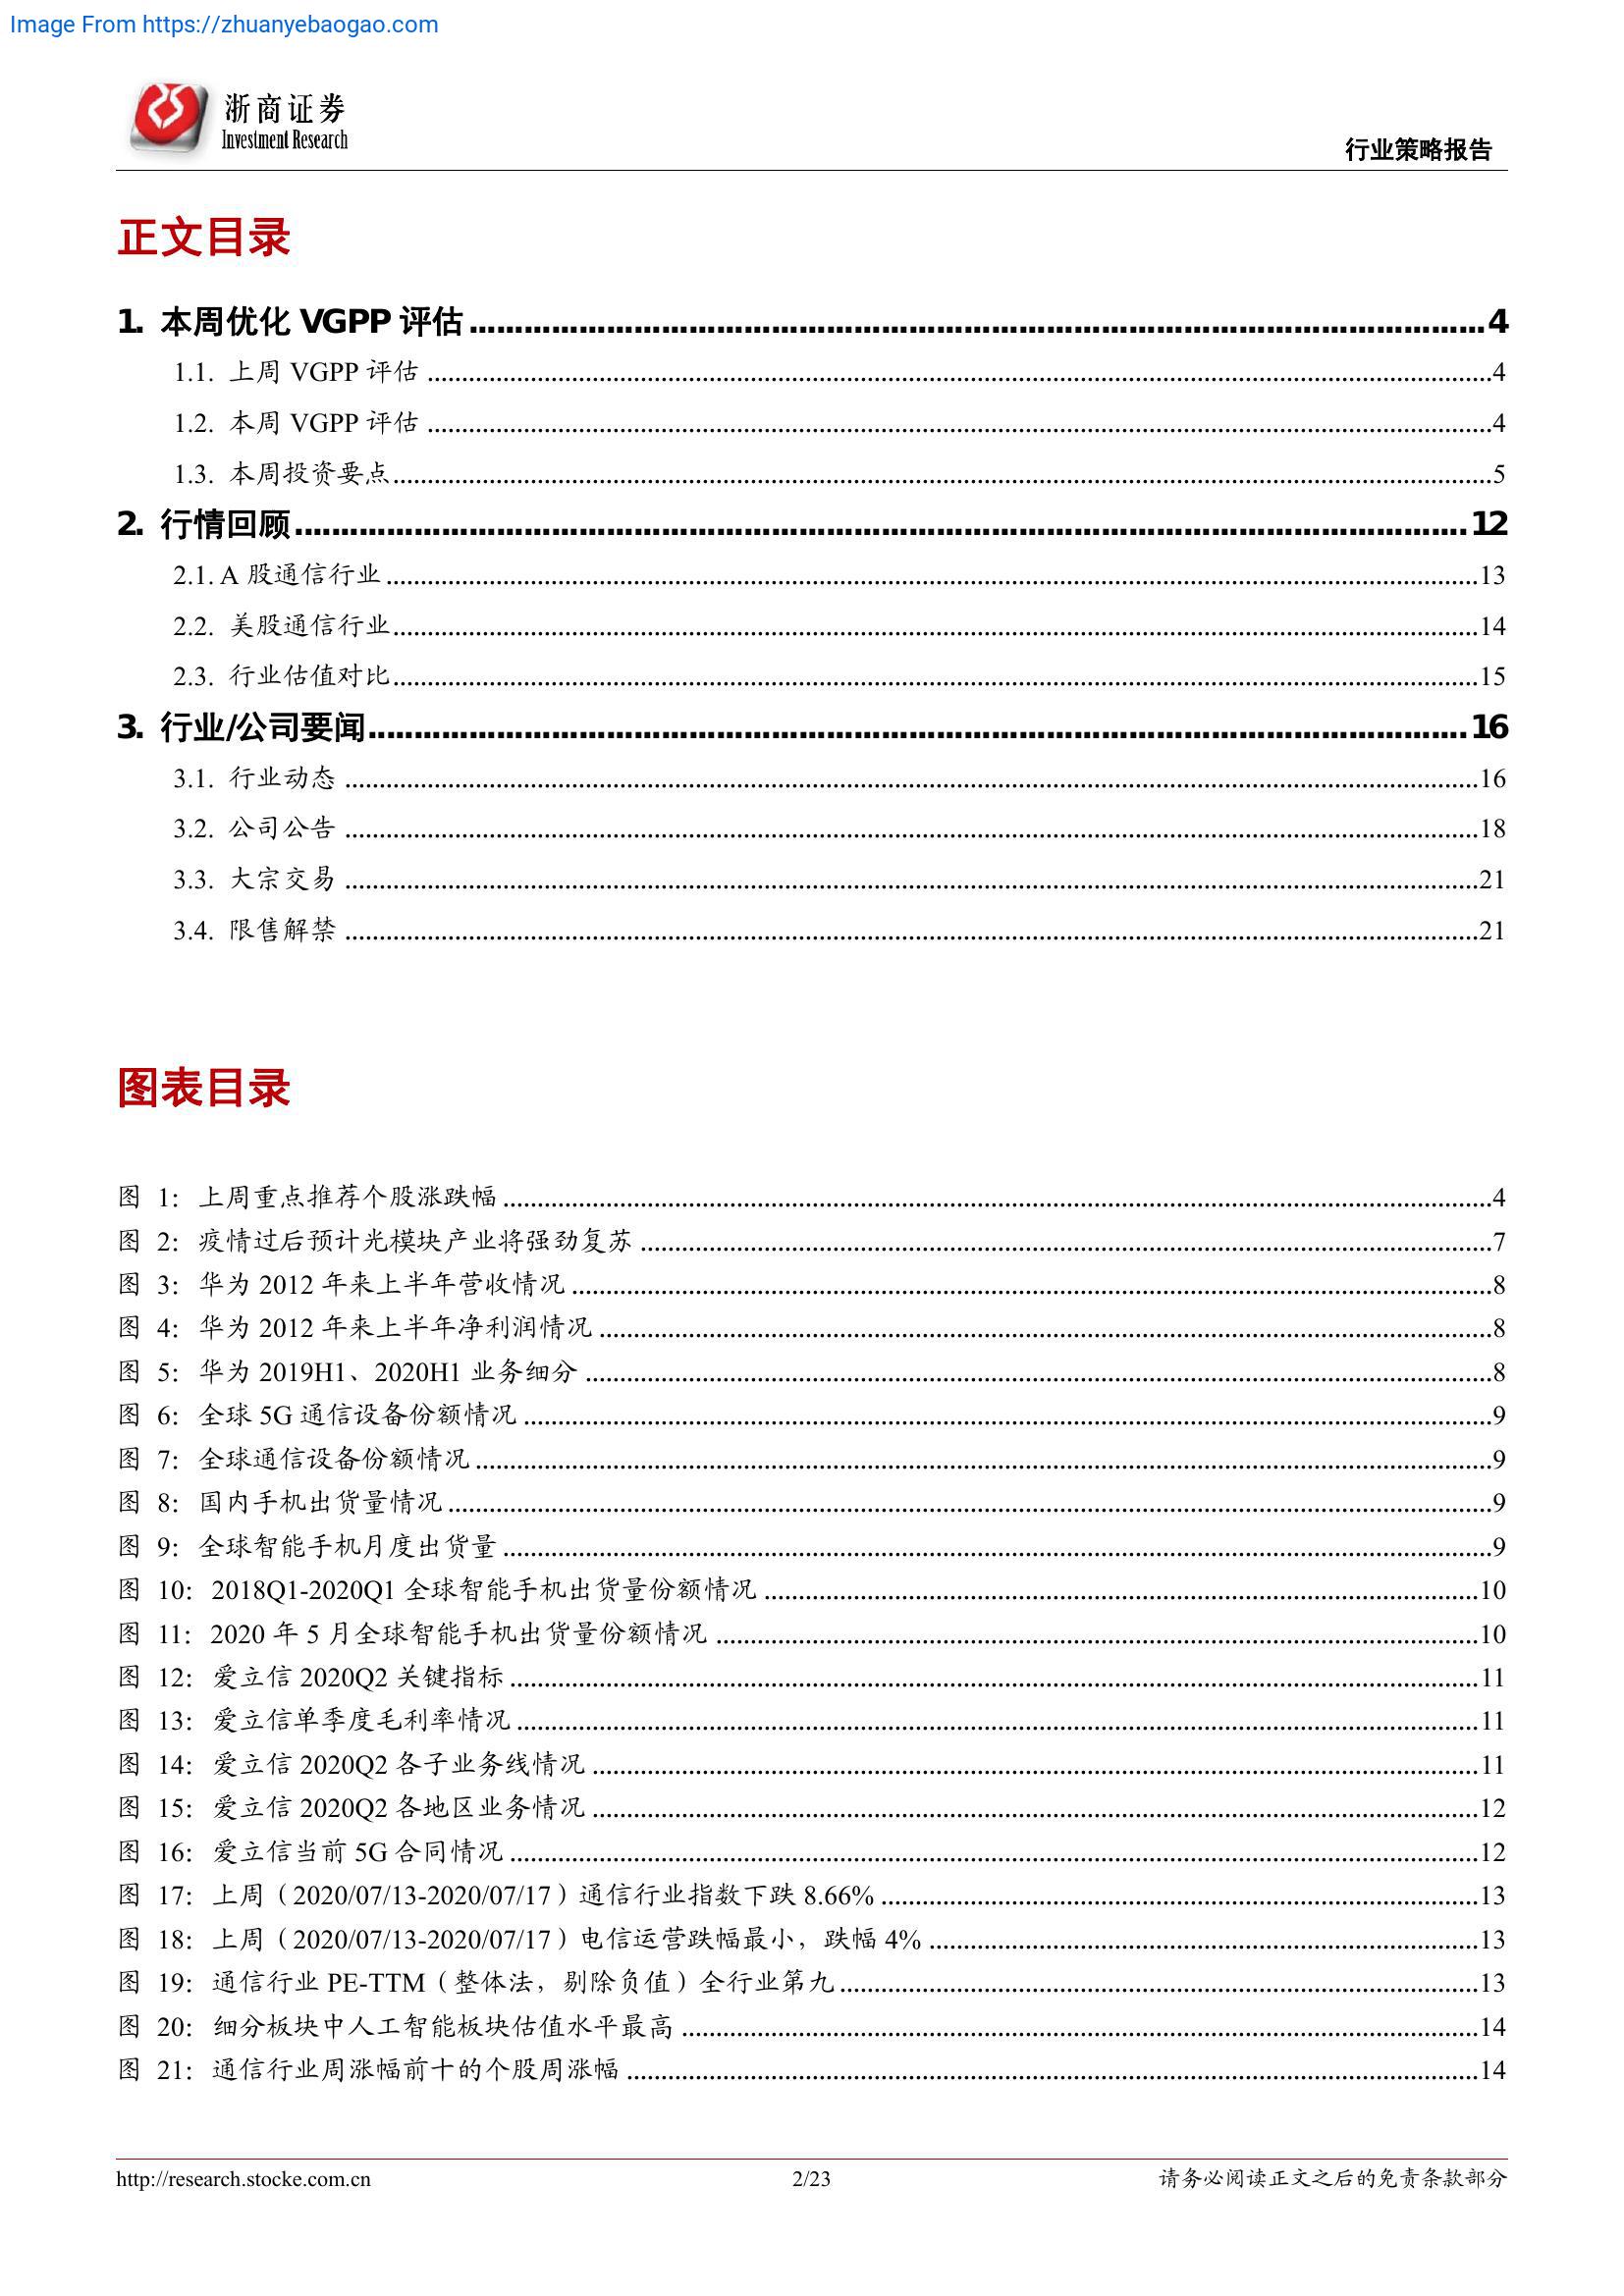 Image From https://zhuanyebaogao.com
浙商证券
Investment Research
行业策略报告
正文目录
1. 本周优化 VGPP 评估 4
1.1. 上周 VGPP 评估 4
1.2. 本周 VGPP 评估 4
1.3. 本周投资要点 5
2. 行情回顾 12
2.1. A 股通信行业 13
2.2. 美股通信行业 14
2.3. 行业估值对比 15
3. 行业/公司要闻 16
3.1. 行业动态 16
3.2. 公司公告 18
3.3. 大宗交易 21
3.4. 限售解禁 21
图表目录
图 1：上周重点推荐个股涨跌幅 4
图 2：疫情过后预计光模块产业将强劲复苏 7
图 3：华为 2012 年来上半年营收情况 8
图 4：华为 2012 年来上半年净利润情况 8
图 5：华为 2019H1、2020H1 业务细分 8
图 6：全球 5G 通信设备份额情况 9
图 7：全球通信设备份额情况 9
图 8：国内手机出货量情况 9
图 9：全球智能手机月度出货量 9
图 10：2018Q1-2020Q1 全球智能手机出货量份额情况 10
图 11：2020 年 5 月全球智能手机出货量份额情况 10
图 12：爱立信 2020Q2 关键指标 11
图 13：爱立信单季度毛利率情况 11
图 14：爱立信 2020Q2 各子业务线情况 11
图 15：爱立信 2020Q2 各地区业务情况 12
图 16：爱立信当前 5G 合同情况 12
图 17：上周（2020/07/13-2020/07/17）通信行业指数下跌 8.66% 13
图 18：上周（2020/07/13-2020/07/17）电信运营跌幅最小，跌幅 4% 13
图 19：通信行业 PE-TTM（整体法，剔除负值）全行业第九 13
图 20：细分板块中人工智能板块估值水平最高 14
图 21：通信行业周涨幅前十的个股周涨幅 14
http://research.stocke.com.cn 2/23 请务必阅读正文之后的免责条款部分